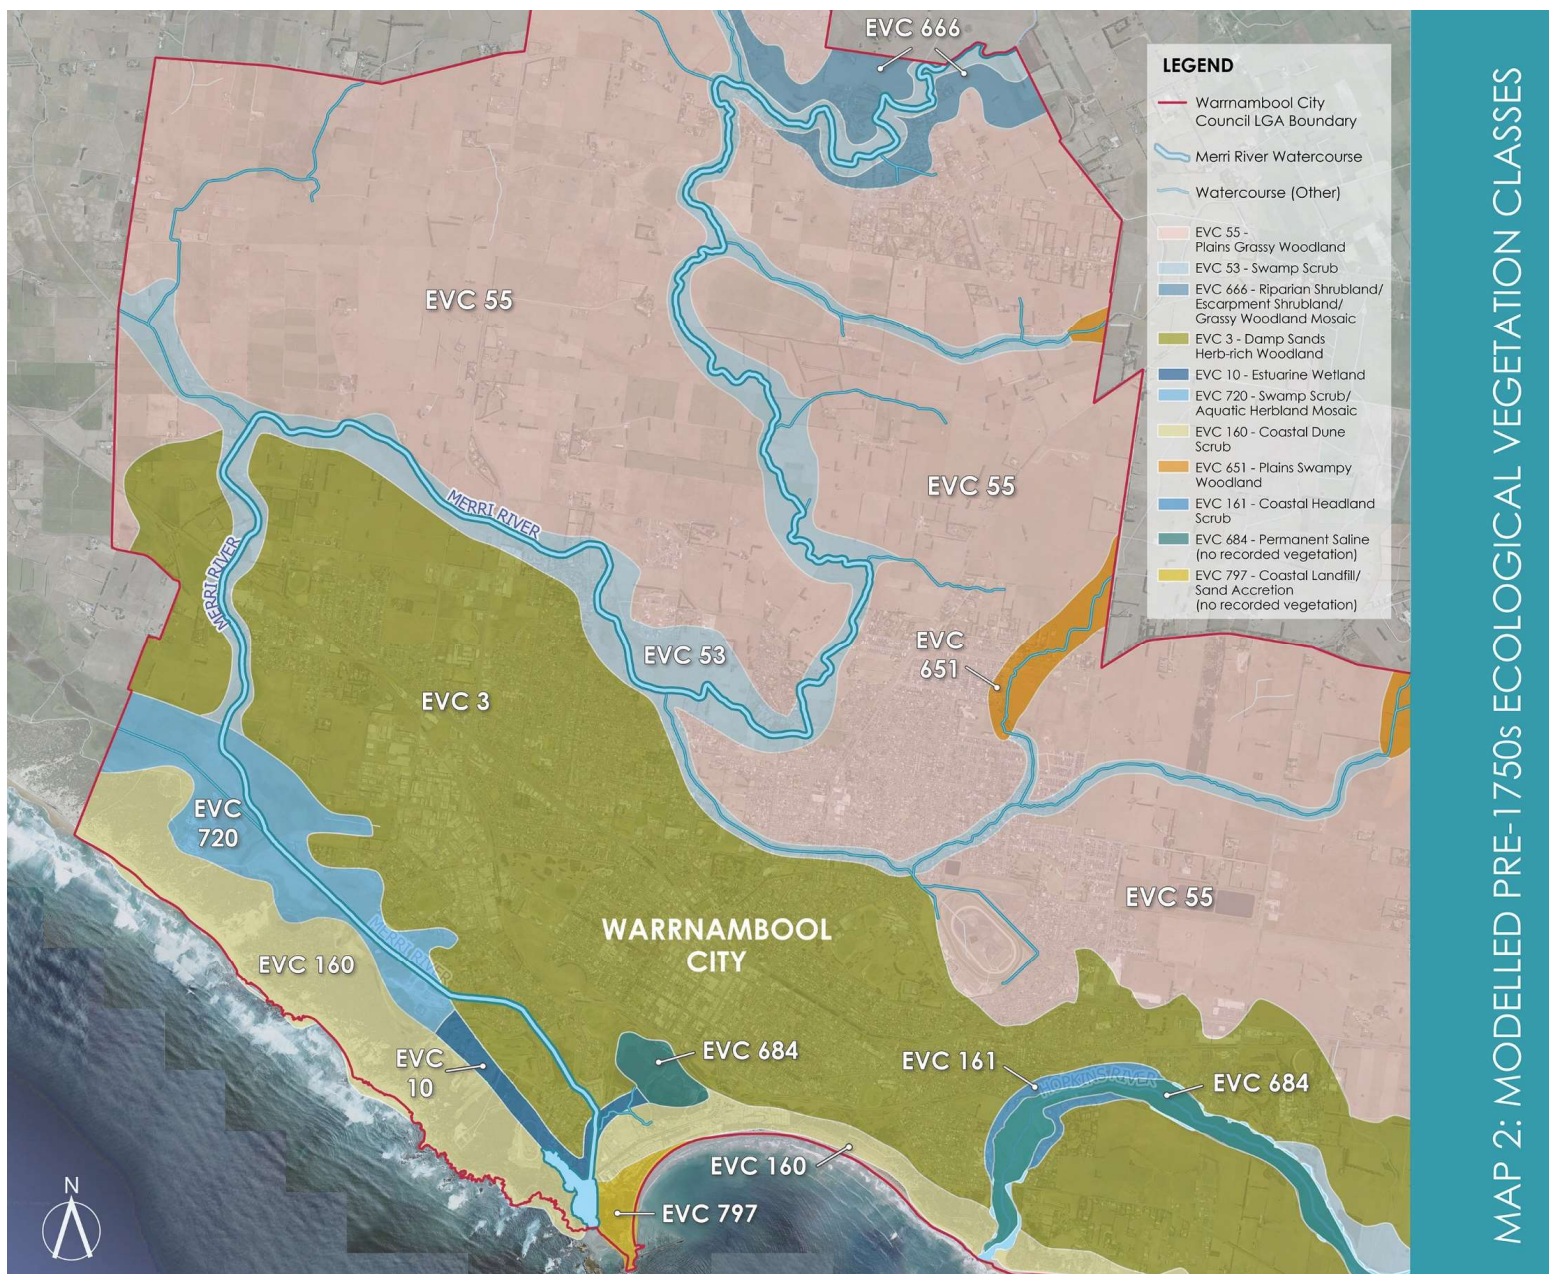 EVC 666
LEGEND
Warrnambool City
Council LGA Boundary
Merri River Watercourse
Watercourse (Other)
EVC 55 -
Plains Grassy Woodland
EVC 53 - Swamp Scrub
EVC 666 - Riparian Shrubland/
Escarpment Shrubland/
Grassy Woodland Mosaic
EVC 3 - Damp Sands
Herb-rich Woodland
EVC 10 - Estuarine Wetland
EVC 720 - Swamp Scrub/
Aquatic Herbland Mosaic
EVC 160 - Coastal Dune
Scrub
EVC 651 - Plains Swampy
Woodland
EVC 161 - Coastal Headland
Scrub
EVC 684 - Permanent Saline
(no recorded vegetation)
EVC 797 - Coastal Landfill/
Sand Accretion
(no recorded vegetation)
EVC 55
EVC 55
MERRI RIVER
MERRI RIVER
EVC 53
EVC
651
EVC 3
EVC
720
EVC 55
WARRNAMBOOL
CITY
MERRI RIVER
EVC 160
EVC
10
EVC 684
EVC 161
HOPKINS RIVER
EVC 684
EVC 160
EVC 797
N
MAP 2: MODELLED PRE-1750s ECOLOGICAL VEGETATION CLASSES